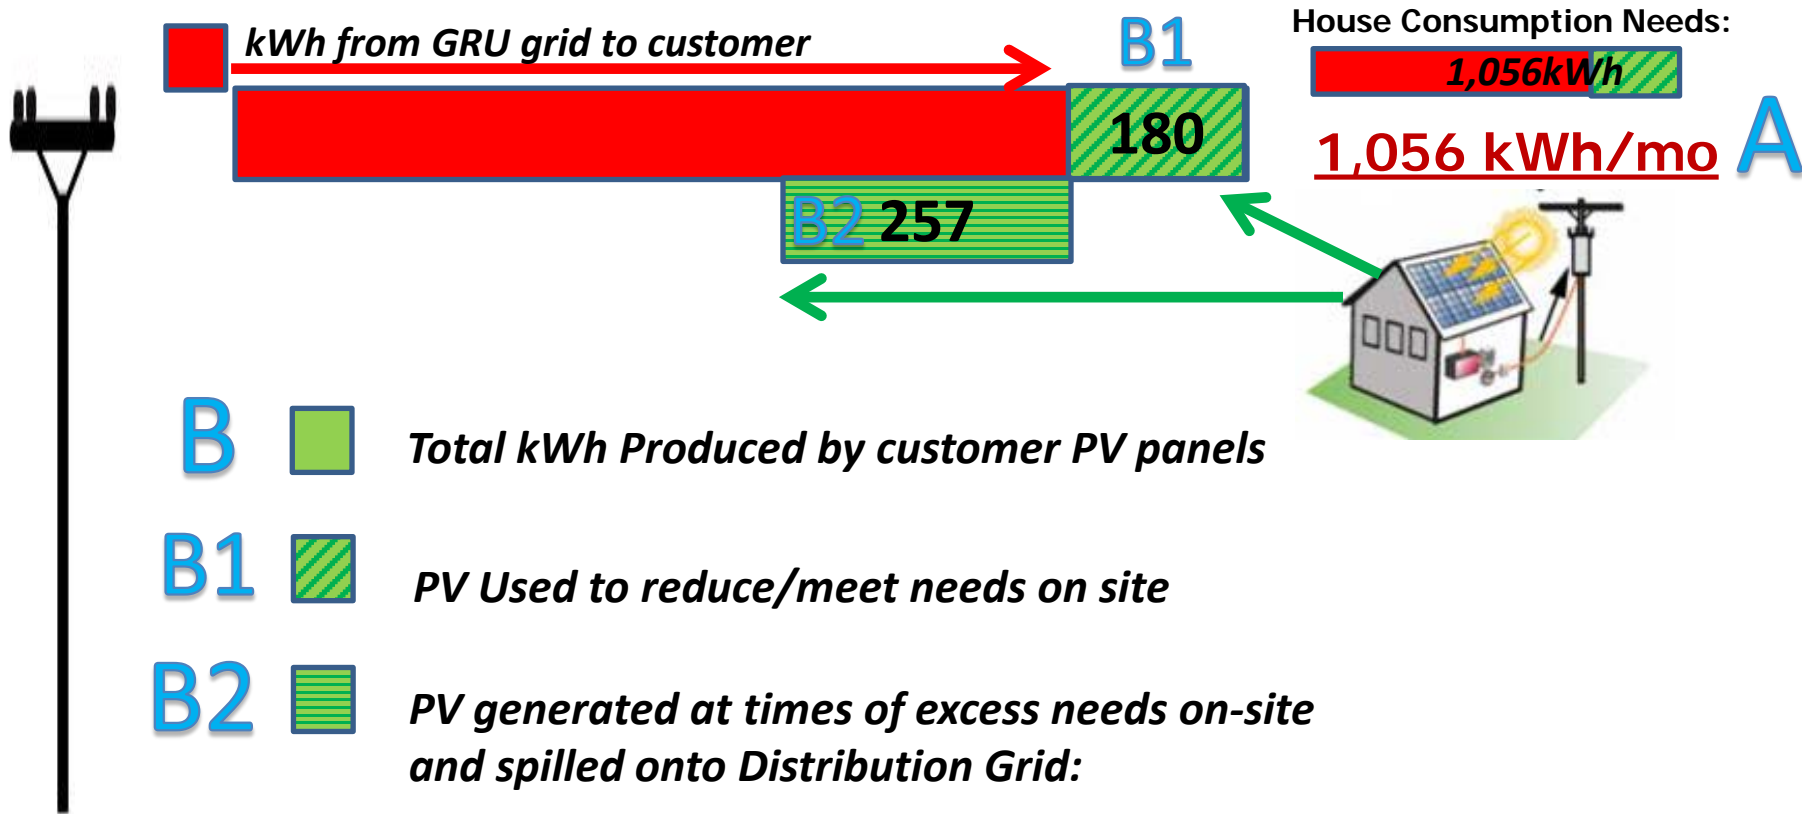 kWh from GRU grid to customer
B1
House Consumption Needs:
1,056kWh
180
1,056 kWh/mo
A
B2
257
B
Total kWh Produced by customer PV panels
B1
PV Used to reduce/meet needs on site
B2
PV generated at times of excess needs on-site
and spilled onto Distribution Grid: